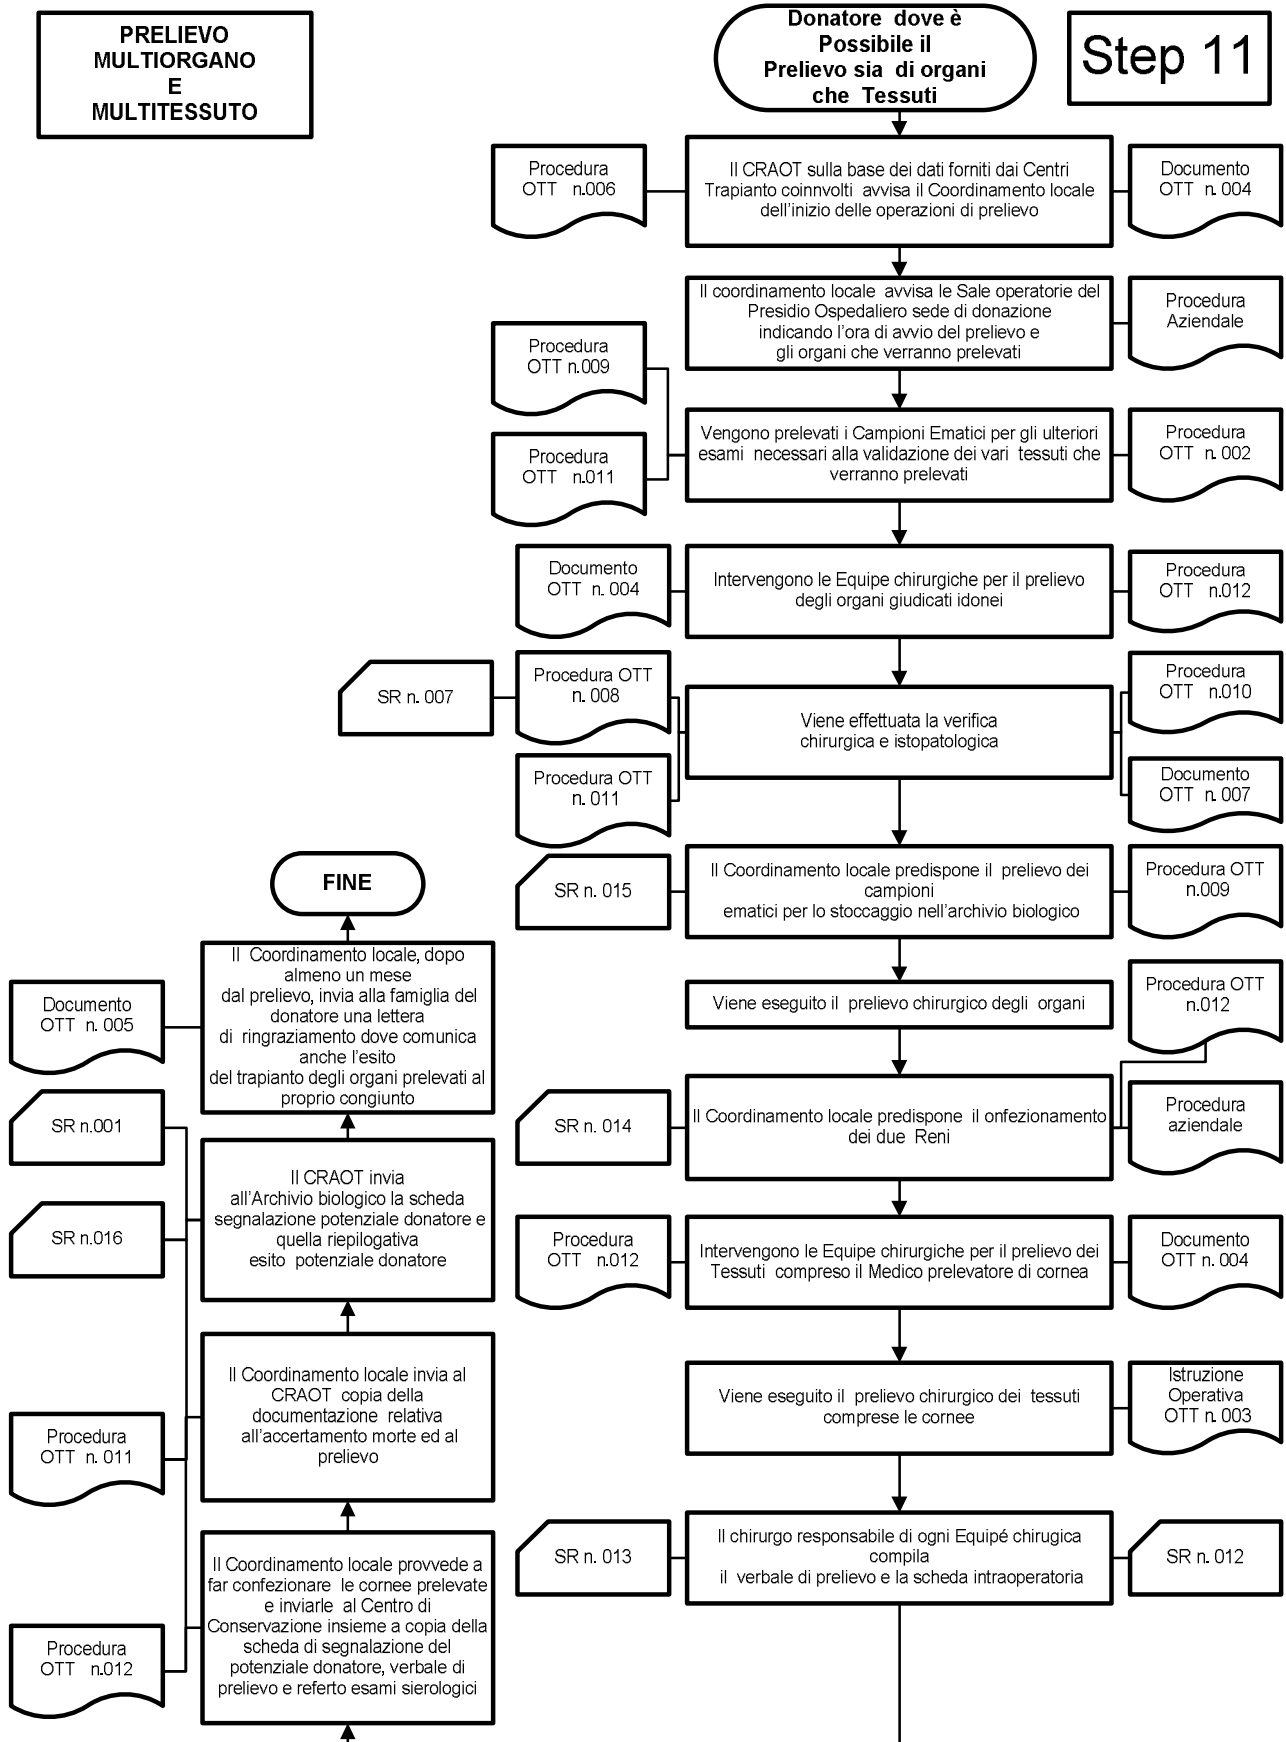 PRELIEVO
MULTIORGANO
E
MULTITESSUTO
Donatore dove è
Possibile il
Prelievo sia di organi
che Tessuti
Step 11
Procedura
OTT n.006
Il CRAOT sulla base dei dati forniti dai Centri
Trapianto coinnvolti avvisa il Coordinamento locale
dell'inizio delle operazioni di prelievo
Documento
OTT n. 004
Il coordinamento locale avvisa le Sale operatorie del
Presidio Ospedaliero sede di donazione
indicando l'ora di avvio del prelievo e
gli organi che verranno prelevati
Procedura
Aziendale
Procedura
OTT n.009
Procedura
OTT n.011
Vengono prelevati i Campioni Ematici per gli ulteriori
esami necessari alla validazione dei vari tessuti che
verranno prelevati
Procedura
OTT n. 002
Documento
OTT n. 004
Intervengono le Equipe chirurgiche per il prelievo
degli organi giudicati idonei
Procedura
OTT n.012
SR n. 007
Procedura OTT
n. 008
Procedura OTT
n. 011
Viene effettuata la verifica
chirurgica e istopatologica
Procedura
OTT n.010
Documento
OTT n. 007
SR n. 015
Il Coordinamento locale predispone il prelievo dei
campioni
ematici per lo stoccaggio nell'archivio biologico
Procedura OTT
n.009
Viene eseguito il prelievo chirurgico degli organi
Procedura OTT
n.012
SR n. 014
Il Coordinamento locale predispone il onfezionamento
dei due Reni
Procedura
aziendale
Procedura
OTT n.012
Intervengono le Equipe chirurgiche per il prelievo dei
Tessuti compreso il Medico prelevatore di cornea
Documento
OTT n. 004
Viene eseguito il prelievo chirurgico dei tessuti
comprese le cornee
Istruzione
Operativa
OTT n. 003
SR n. 013
Il chirurgo responsabile di ogni Equipé chirugica
compila
il verbale di prelievo e la scheda intraoperatoria
SR n. 012
FINE
Documento
OTT n. 005
Il Coordinamento locale, dopo
almeno un mese
dal prelievo, invia alla famiglia del
donatore una lettera
di ringraziamento dove comunica
anche l'esito
del trapianto degli organi prelevati al
proprio congiunto
SR n.001
SR n.016
Il CRAOT invia
all'Archivio biologico la scheda
segnalazione potenziale donatore e
quella riepilogativa
esito potenziale donatore
Procedura
OTT n. 011
Il Coordinamento locale invia al
CRAOT copia della
documentazione relativa
all'accertamento morte ed al
prelievo
Procedura
OTT n.012
Il Coordinamento locale provvede a
far confezionare le cornee prelevate
e inviarle al Centro di
Conservazione insieme a copia della
scheda di segnalazione del
potenziale donatore, verbale di
prelievo e referto esami sierologici